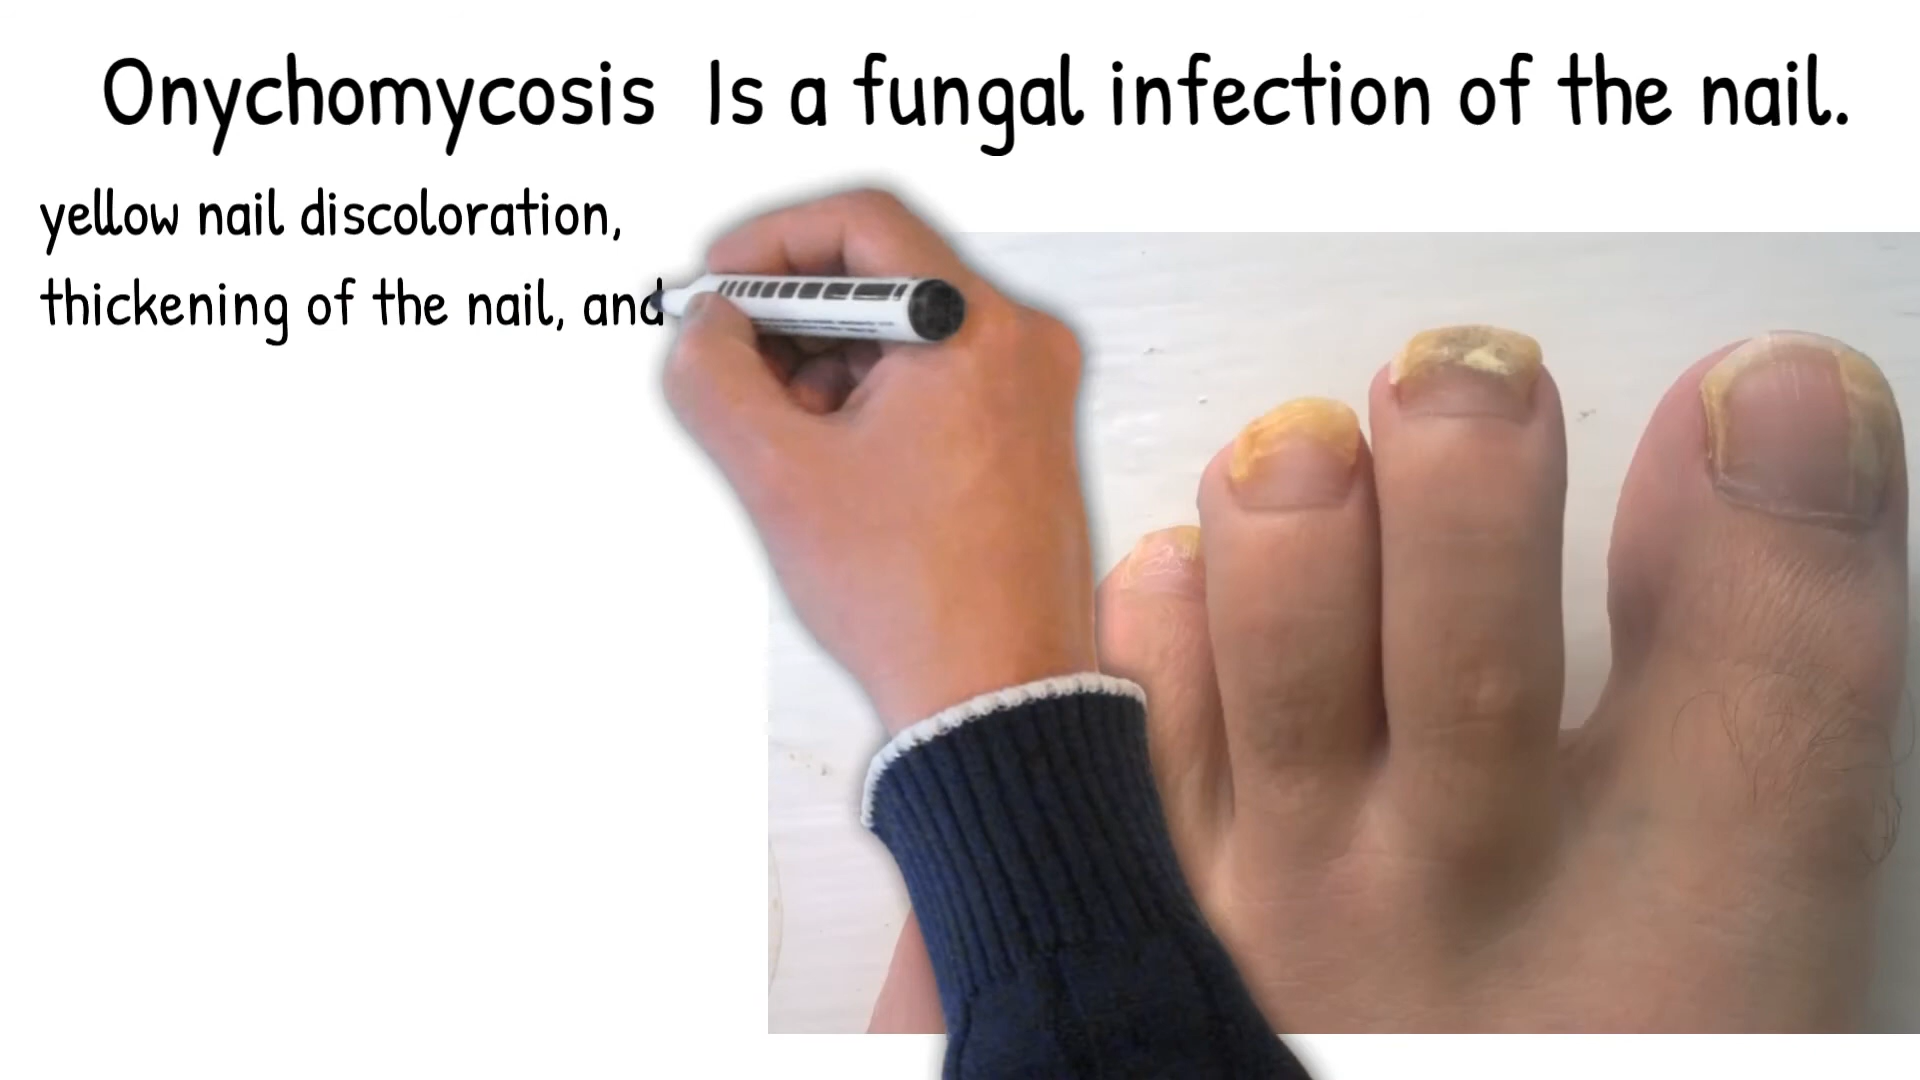 Onychomycosis Is a fungal infection of the nail.
yellow nail discoloration,
thickening of the nail, and